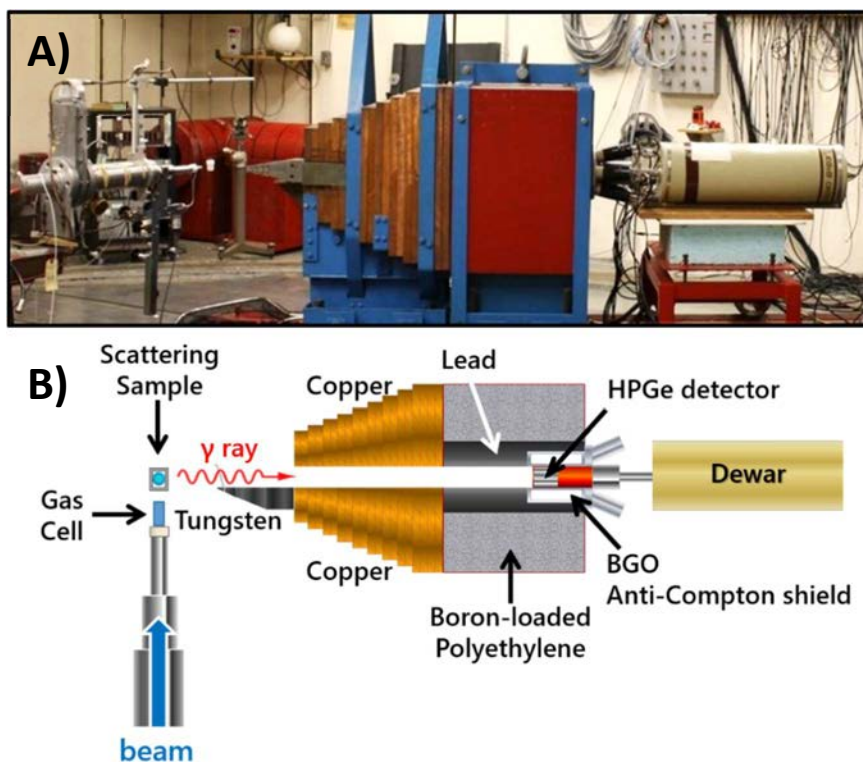 A)
B)
Scattering
Sample
Copper
Lead
HPGe detector
γ ray
Dewar
Gas
Cell
Tungsten
Copper
BGO
Anti-Compton shield
Boron-loaded
Polyethylene
beam